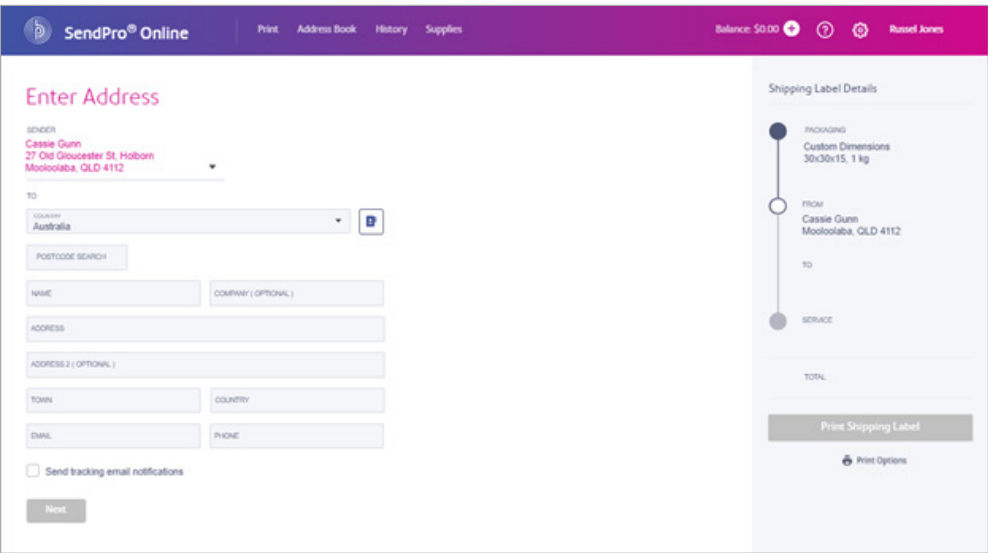 SendPro® Online
Print Address Book History Supplies
Balance: $0.00
Russel Jones
Enter Address
SENDER
Cassie Gunn
27 Old Gloucester St, Holborn
Mooloolaba, QLD 4112
TO
COUNTRY
Australia
POSTCODE SEARCH
NAME
COMPANY ( OPTIONAL )
ADDRESS
ADDRESS 2 ( OPTIONAL )
TOWN
COUNTRY
EMAIL
PHONE
Send tracking email notifications
Next
Shipping Label Details
PACKAGING
Custom Dimensions
30x30x15, 1 kg
FROM
Cassie Gunn
Mooloolaba, QLD 4112
TO
SERVICE
TOTAL
Print Shipping Label
Print Options